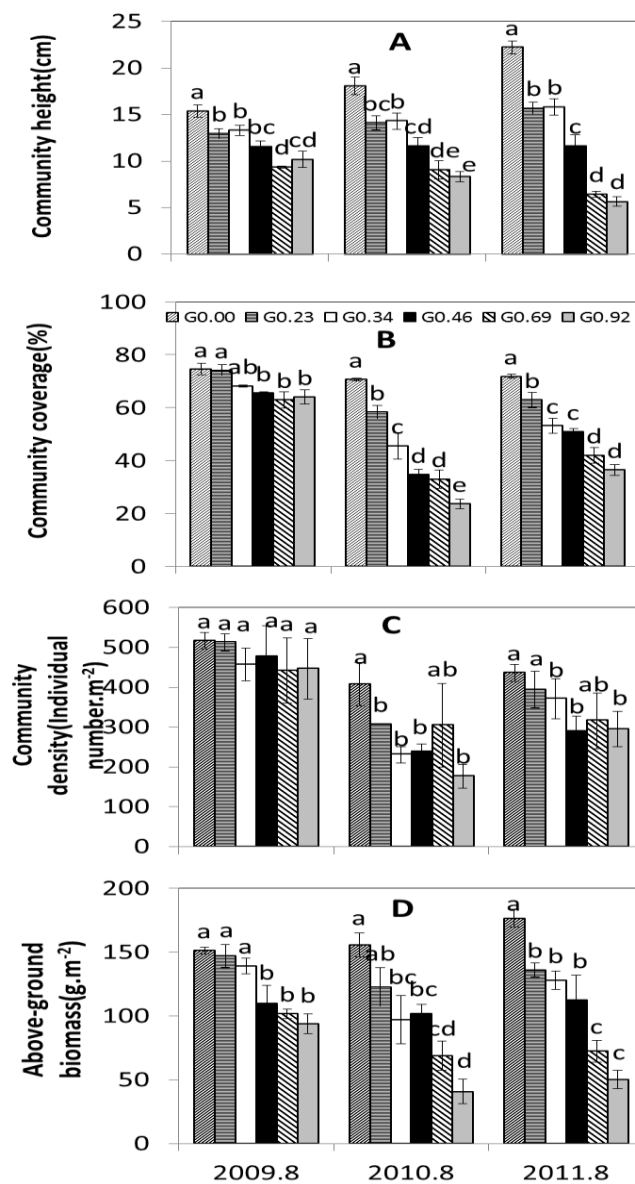 25
20
15
10
5
0
Community height(cm)
A
a b b bc d cd
a bc b cd de e
a b b c d d
100
80
60
40
20
0
Community coverage(%)
G0.00 G0.23 G0.34 G0.46 G0.69 G0.92
B
a a ab b b b
a b c d d e
a b c c d d
600
500
400
300
200
100
0
Community
density(Individual
number.m-2)
C
a a a a a a
a b b b ab b
a a b b ab b
200
150
100
50
0
Above-ground
biomass(g.m-2)
D
a a a b b b
a ab bc bc cd d
a b b b c c
2009.8 2010.8 2011.8